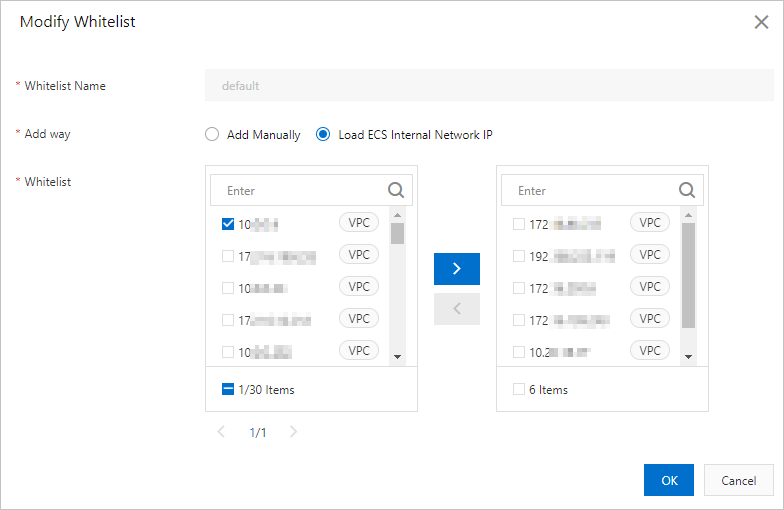 Modify Whitelist
* Whitelist Name
default
* Add way
Add Manually
Load ECS Internal Network IP
* Whitelist
Enter
10 VPC
17 VPC
10 VPC
17 VPC
10 VPC
1/30 Items
1/1
Enter
172 VPC
192 VPC
172 VPC
172 VPC
10.2 VPC
6 Items
OK
Cancel